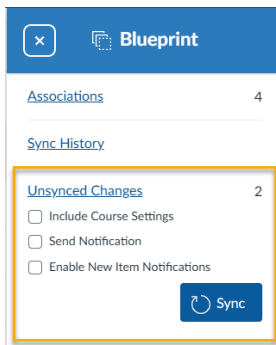 Blueprint
Associations 4
Sync History
Unsynced Changes 2
Include Course Settings
Send Notification
Enable New Item Notifications
Sync